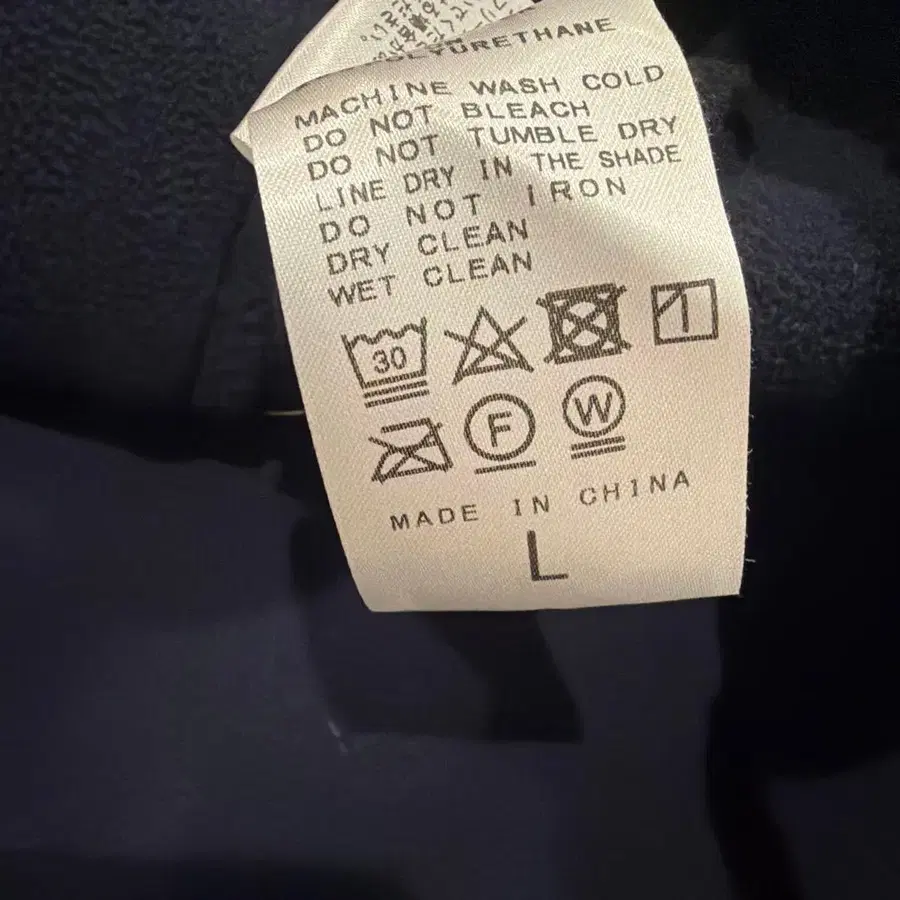 POLYURETHANE
MACHINE WASH COLD
DO NOT BLEACH
DO NOT TUMBLE DRY
LINE DRY IN THE SHADE
DO NOT IRON
DRY CLEAN
WET CLEAN
30
F W
MADE IN CHINA
L